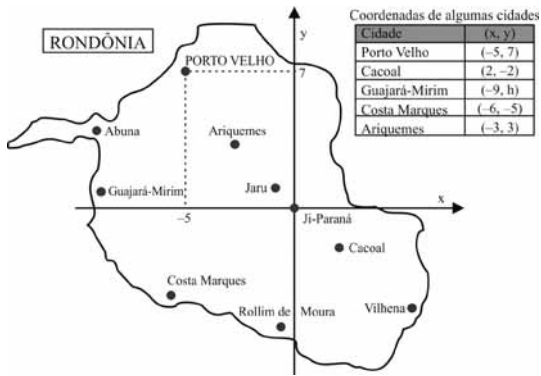 RONDÔNIA
Coordenadas de algumas cidades
Cidade (x, y)
Porto Velho (–5, 7)
Cacoal (2, –2)
Guajará-Mirim (–9, h)
Costa Marques (–6, –5)
Ariquemes (–3, 3)
y
PORTO VELHO
7
Abuna
Ariquemes
Guajará-Mirim
Jaru
x
–5
Ji-Paraná
Cacoal
Costa Marques
Rollim de Moura
Vilhena